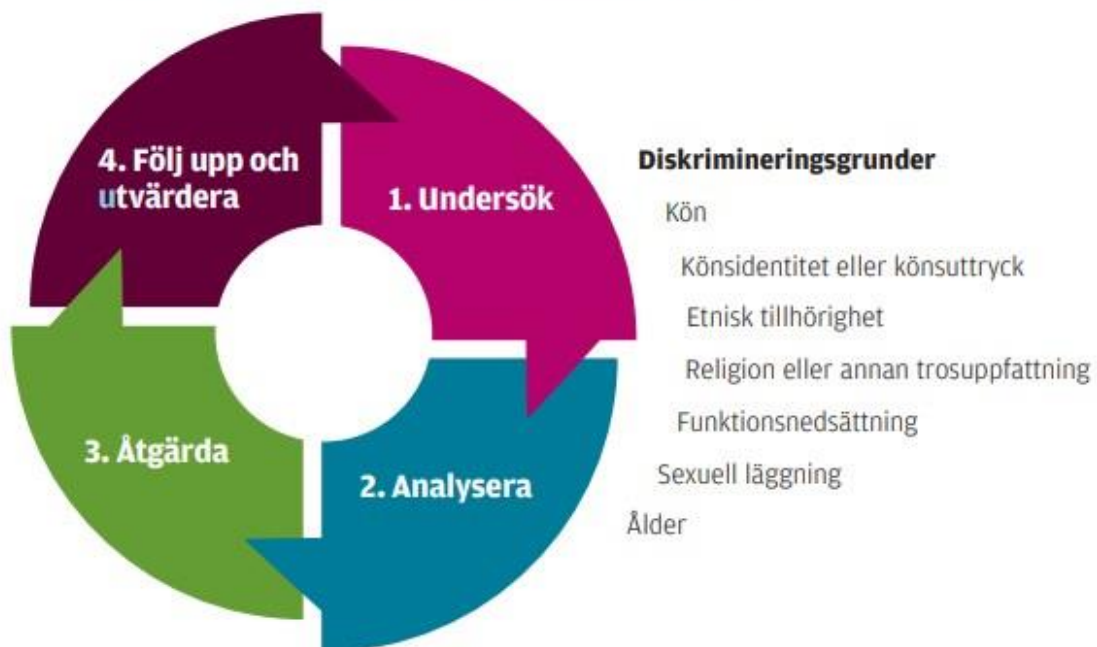 4. Följ upp och
utvärdera
1. Undersök
3. Åtgärda
2. Analysera
Diskrimineringsgrunder
Kön
Könsidentitet eller könsuttryck
Etnisk tillhörighet
Religion eller annan trosuppfattning
Funktionsnedsättning
Sexuell läggning
Ålder